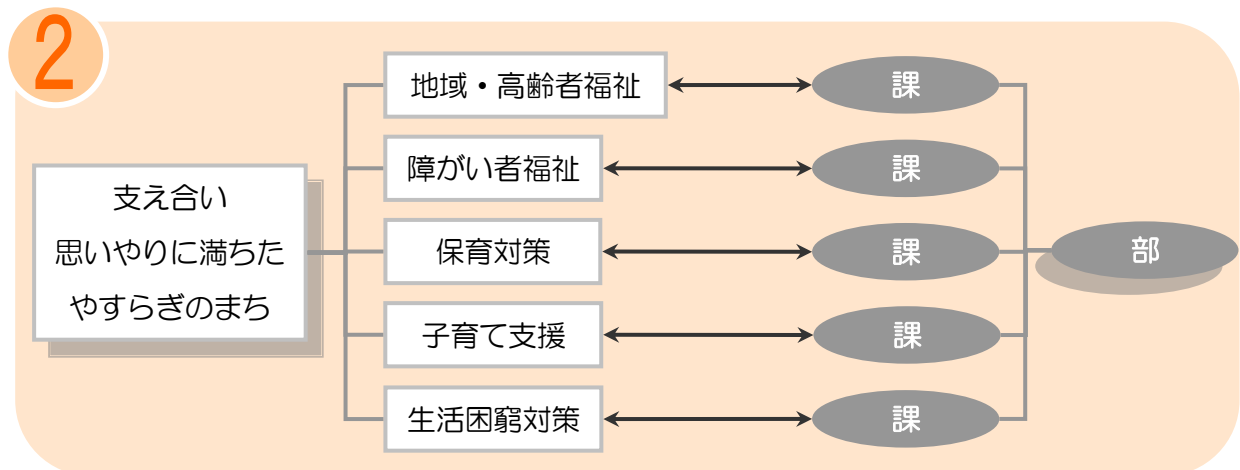 2
支え合い
思いやりに満ちた
やすらぎのまち
地域・高齢者福祉
課
障がい者福祉
課
保育対策
課
子育て支援
課
生活困窮対策
課
部